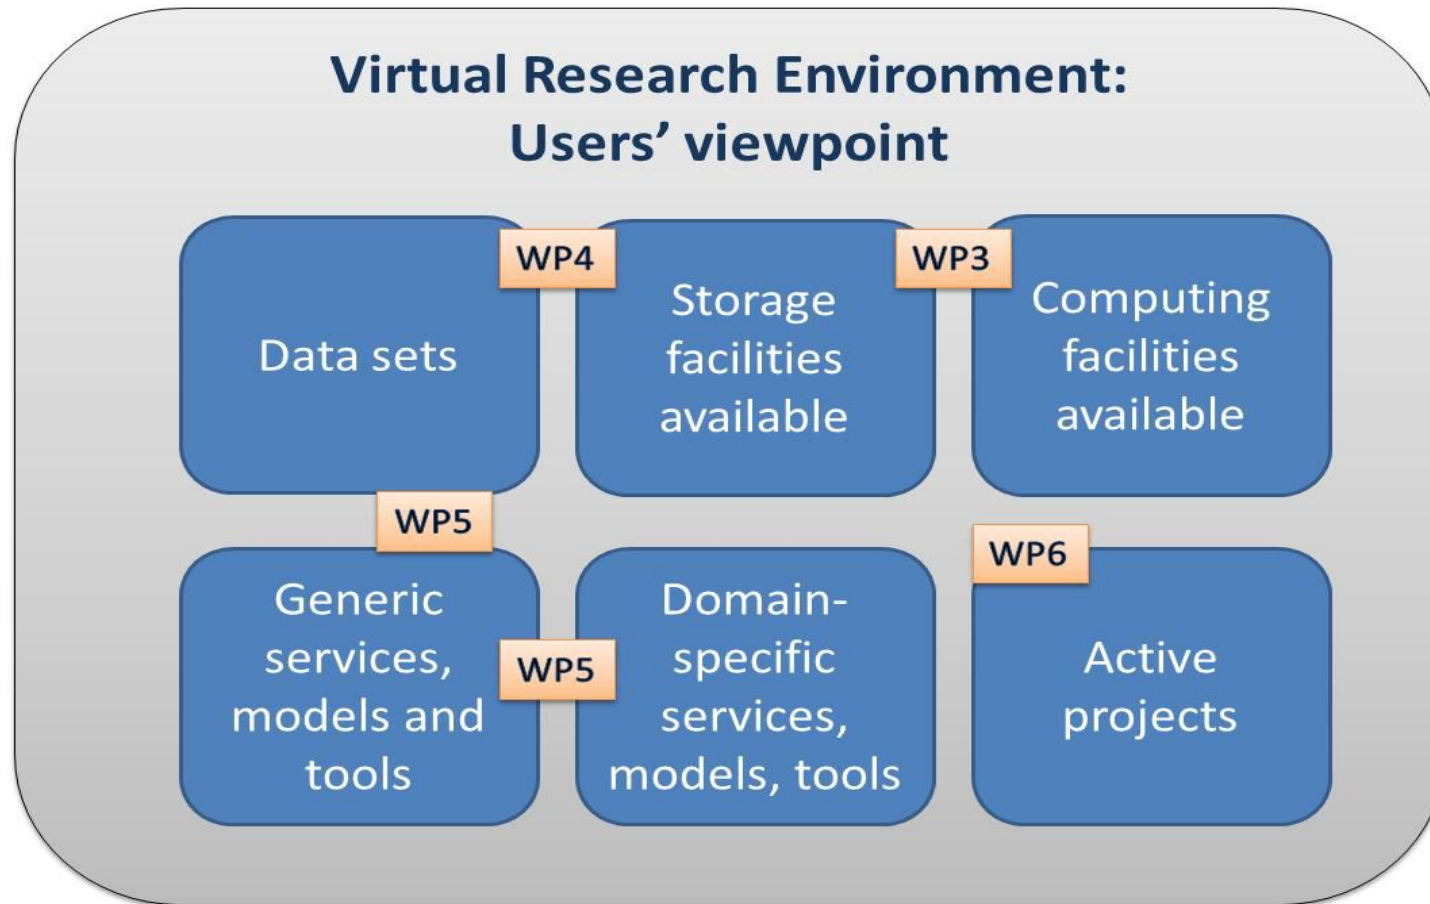 Virtual Research Environment:
Users’ viewpoint
Data sets
WP4
Storage
facilities
available
WP3
Computing
facilities
available
WP5
Generic
services,
models and
tools
WP5
Domain-
specific
services,
models, tools
WP6
Active
projects